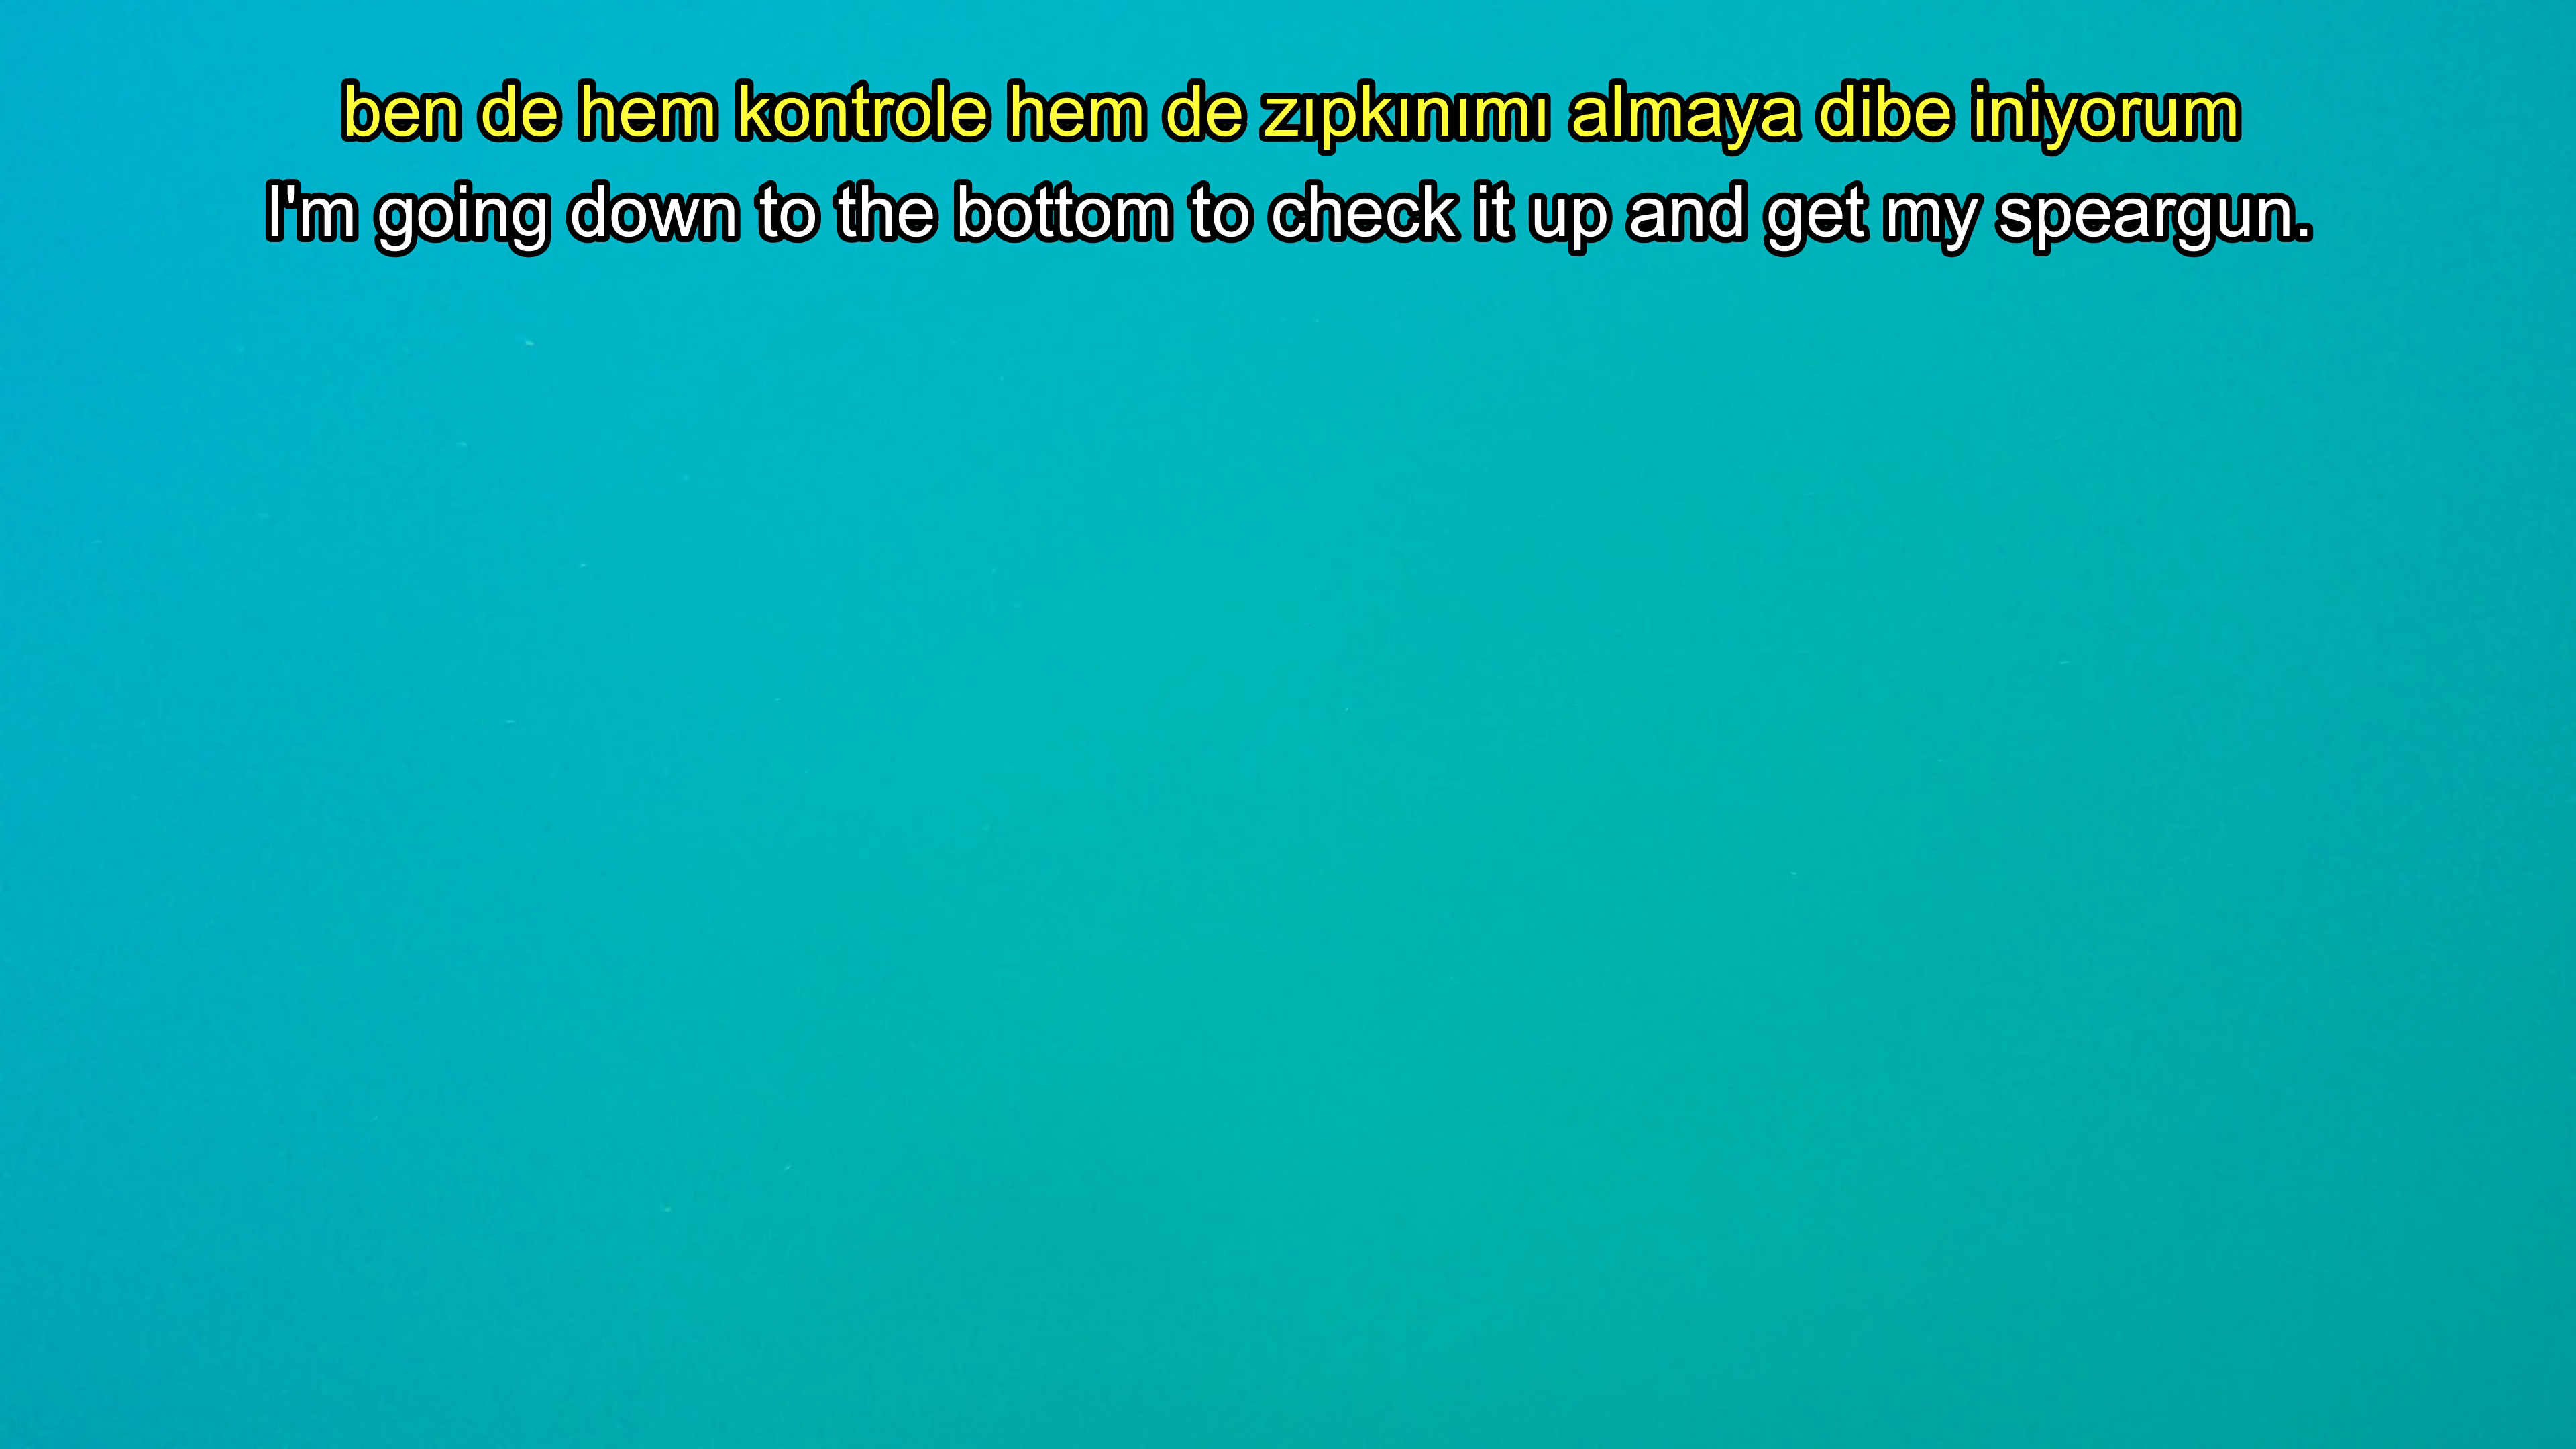 ben de hem kontrole hem de zıpkınımı almaya dibe iniyorum
I'm going down to the bottom to check it up and get my speargun.